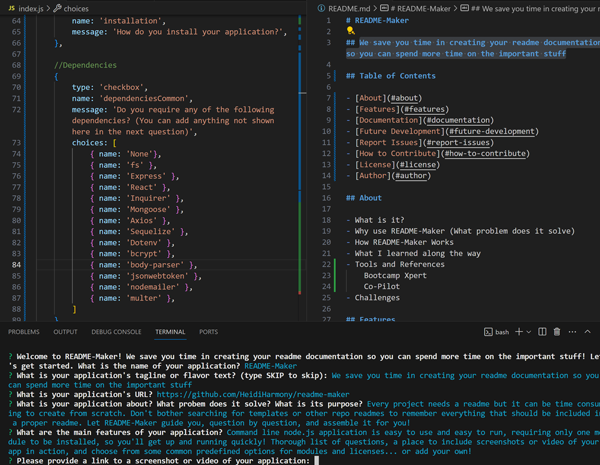 JS index.js > choices
64 name: 'installation',
65 message: 'How do you install your application?',
66 },
67
68 //Dependencies
69 {
70 type: 'checkbox',
71 name: 'dependenciesCommon',
72 message: 'Do you require any of the following
dependencies? (You can add anything not shown
here in the next question)',
73 choices: [
74 { name: 'None'},
75 { name: 'fs' },
76 { name: 'Express' },
77 { name: 'React' },
78 { name: 'Inquirer' },
79 { name: 'Mongoose' },
80 { name: 'Axios' },
81 { name: 'Sequelize' },
82 { name: 'Dotenv' },
83 { name: 'bcrypt' },
84 { name: 'body-parser' },
85 { name: 'jsonwebtoken' },
86 { name: 'nodemailer' },
87 { name: 'multer' },
88 ]
89 }
README.md > # README-Maker > ## We save you time in creating your r
1 # README-Maker
2
3 ## We save you time in creating your readme documentation
so you can spend more time on the important stuff
4
5 ## Table of Contents
6
7 - [About](#about)
8 - [Features](#features)
9 - [Documentation](#documentation)
10 - [Future Development](#future-development)
11 - [Report Issues](#report-issues)
12 - [How to Contribute](#how-to-contribute)
13 - [License](#license)
14 - [Author](#author)
15
16 ## About
17
18 - What is it?
19 - Why use README-Maker (What problem does it solve)
20 - How README-Maker Works
21 - What I learned along the way
22 - Tools and References
23 Bootcamp Xpert
24 Co-Pilot
25 - Challenges
26
27 ## Features
PROBLEMS OUTPUT DEBUG CONSOLE TERMINAL PORTS bash
? Welcome to README-Maker! We save you time in creating your readme documentation so you can spend more time on the important stuff! Let
's get started. What is the name of your application? README-Maker
? What is your application's tagline or flavor text? (type SKIP to skip): We save you time in creating your readme documentation so you
can spend more time on the important stuff
? What is your application's URL? https://github.com/HeidiHarmony/readme-maker
? What is your application about? What probem does it solve? What is its purpose? Every project needs a readme but it can be time consum
ing to create from scratch. Don't bother searching for templates or other repo readmes to remember everything that should be included in
a proper readme. Let README-Maker guide you, question by question, and assemble it for you!
? What are the main features of your application? Command line node.js application is easy to use and easy to run, requiring only one mo
dule to be installed, so you'll get up and running quickly! Thorough list of questions, a place to include screenshots or video of your
app in action, and choose from some common predefined options for modules and licenses... or add your own!
? Please provide a link to a screenshot or video of your application: